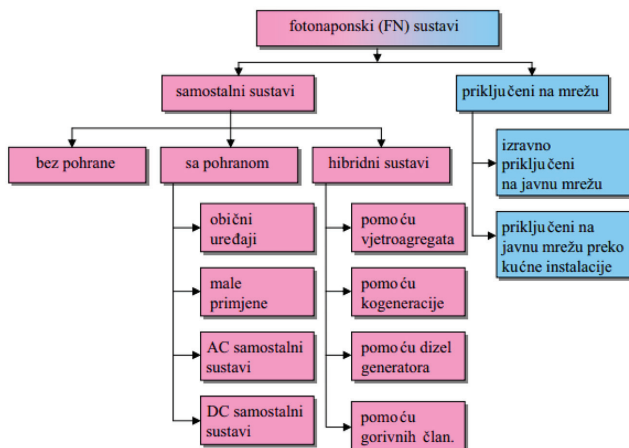 fotonaponski (FN) sustavi
samostalni sustavi
priključeni na mrežu
bez pohrane
sa pohranom
hibridni sustavi
izravno
priključeni
na javnu mrežu
priključeni na
javnu mrežu preko
kućne instalacije
obični
uređaji
male
primjene
AC samostalni
sustavi
DC samostalni
sustavi
pomoću
vjetroagregata
pomoću
kogeneracije
pomoću dizel
generatora
pomoću
gorivnih član.